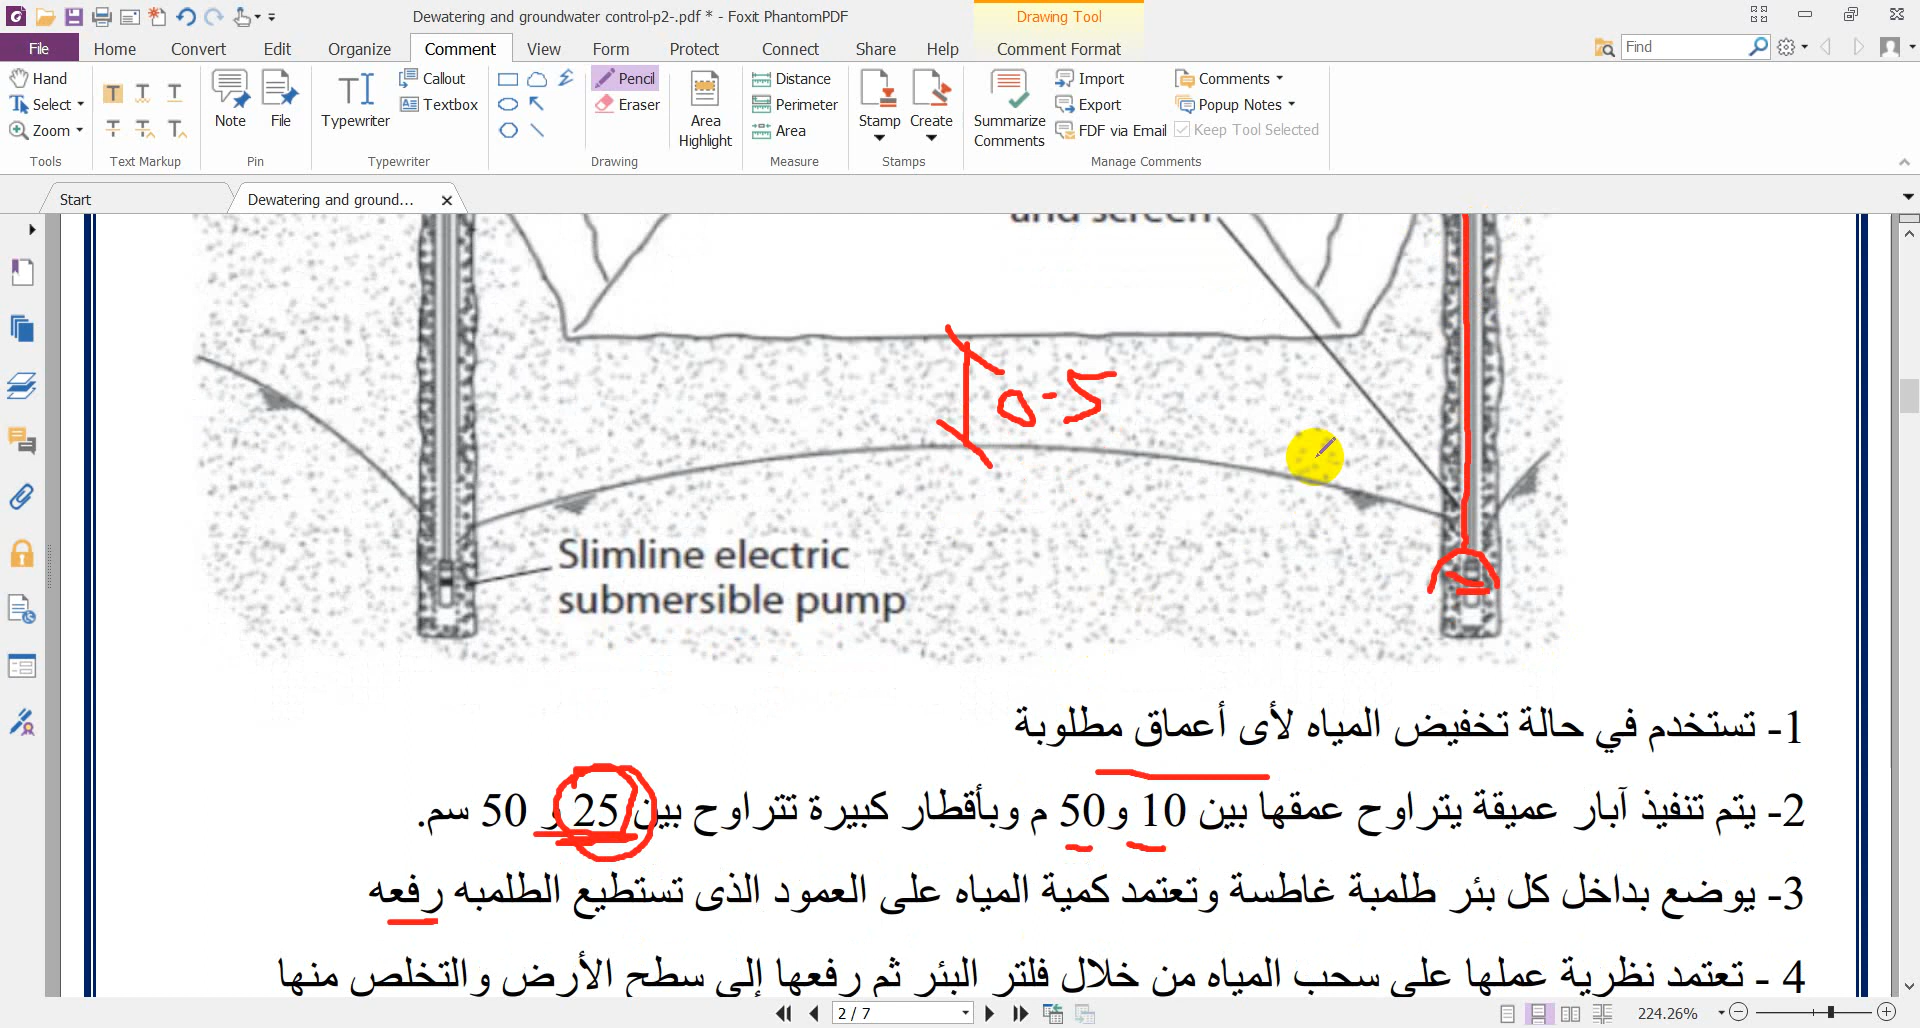 Dewatering and groundwater control-p2-.pdf * - Foxit PhantomPDF
Drawing Tool
File Home Convert Edit Organize Comment View Form Protect Connect Share Help Comment Format
Find
Hand
Select
Zoom
Tools
Text Markup
Note
File
Pin
Typewriter
Callout
Textbox
Typewriter
Pencil
Eraser
Drawing
Area
Highlight
Distance
Perimeter
Area
Measure
Stamp
Create
Stamps
Summarize
Comments
Import
Export
FDF via Email
Comments
Popup Notes
Keep Tool Selected
Manage Comments
Start
Dewatering and ground...
and screen
0-5
Slimline electric
submersible pump
1- تستخدم في حالة تخفيض المياه لأى أعماق مطلوبة
2- يتم تنفيذ آبار عميقة يتراوح عمقها بين 10 و50 م وبأقطار كبيرة تتراوح بين 25 و 50 سم.
3- يوضع بداخل كل بئر طلمبة غاطسة وتعتمد كمية المياه على العمود الذى تستطيع الطلمبه رفعه
4 - تعتمد نظرية عملها على سحب المياه من خلال فلتر البئر ثم رفعها إلى سطح الأرض والتخلص منها
2 / 7
224.26%